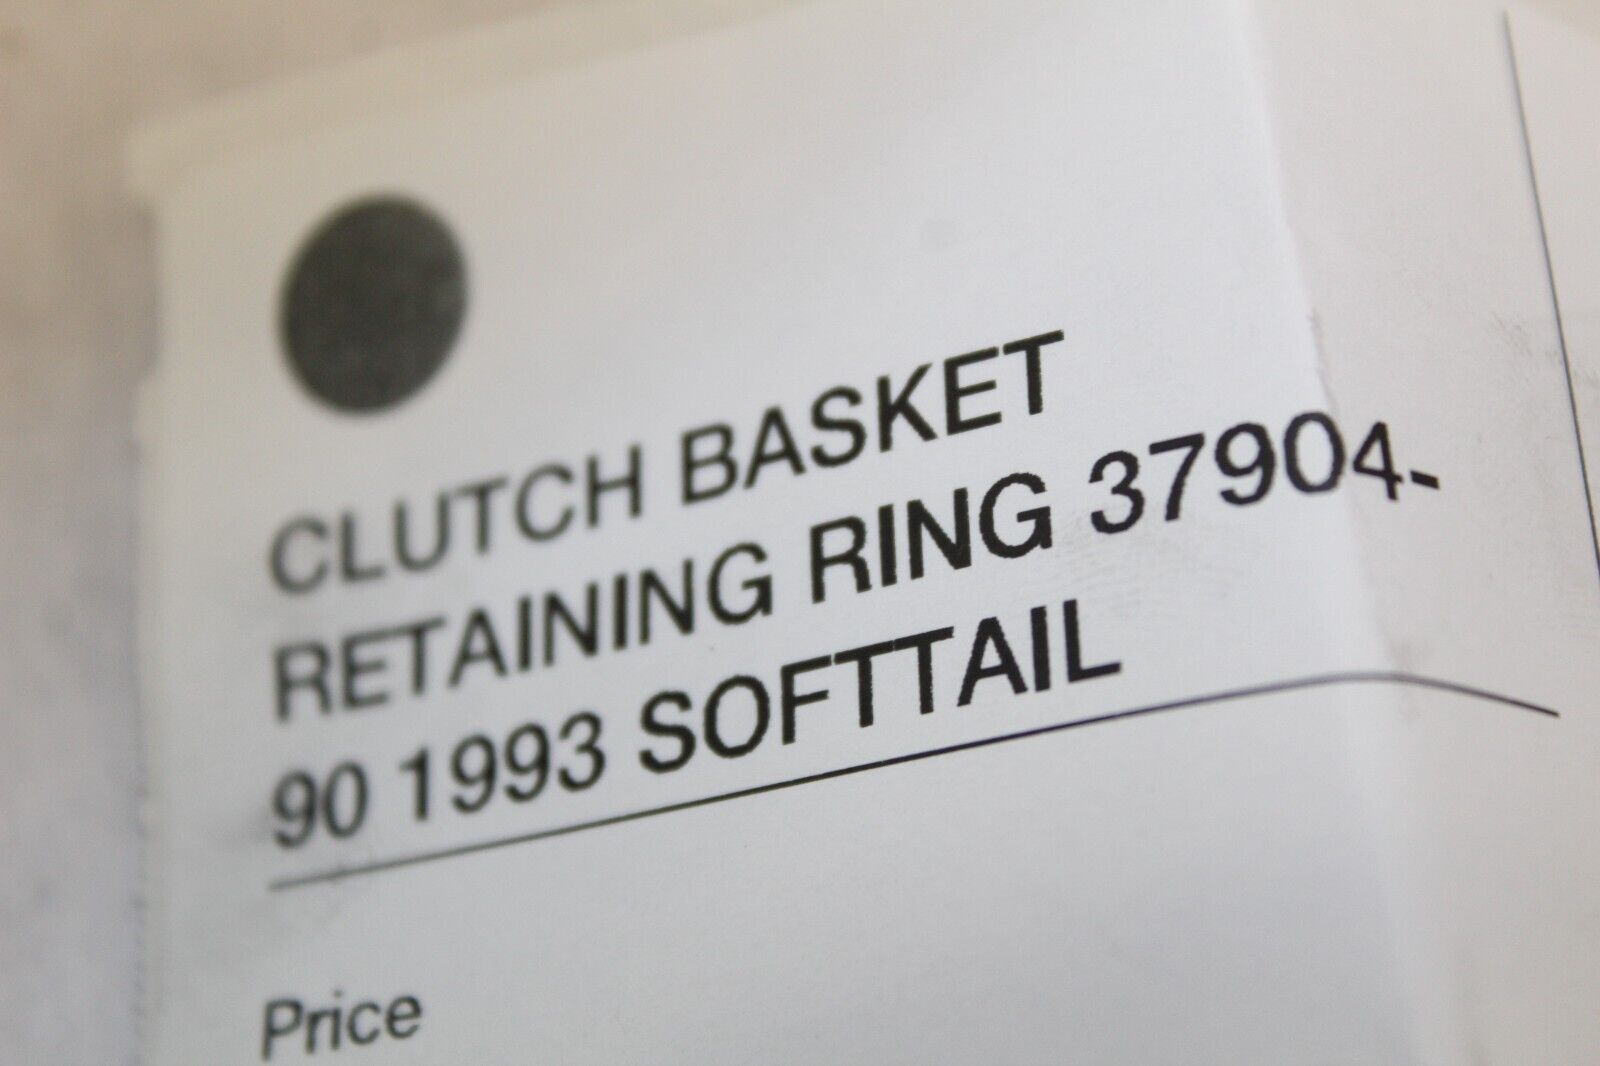 CLUTCH BASKET
RETAINING RING 37904-
90 1993 SOFTTAIL
Price